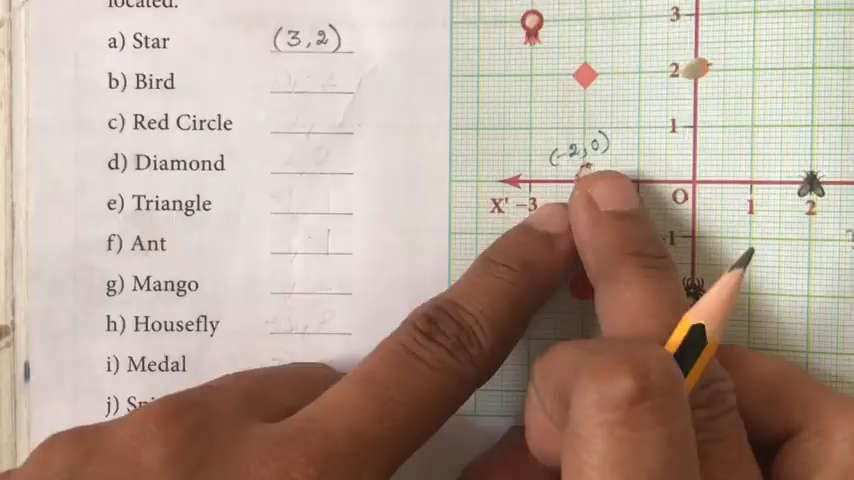 located.
a) Star (3,2)
b) Bird
c) Red Circle
d) Diamond
e) Triangle
f) Ant
g) Mango
h) Housefly
i) Medal
j)
3
2
1
(-2,0)
X' -3 O 1 2
-1